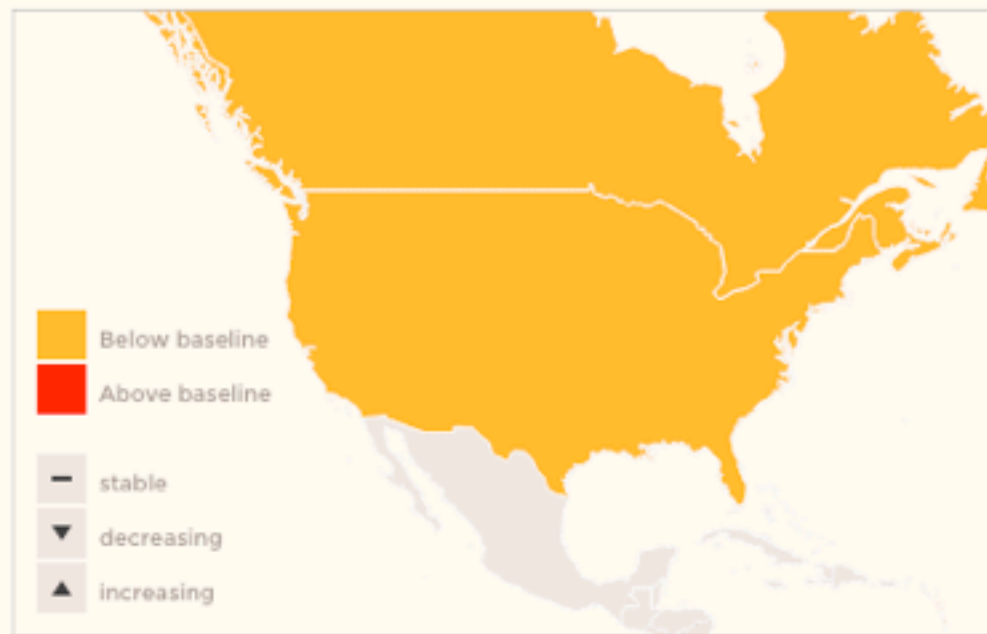 Below baseline
Above baseline
stable
decreasing
increasing